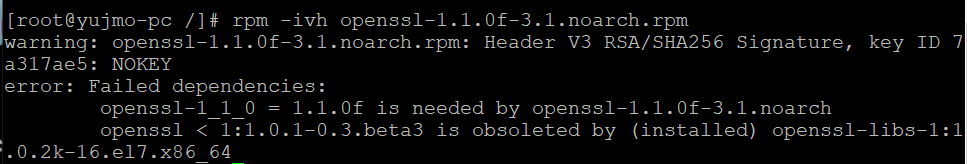 [root@yujmo-pc /]# rpm -ivh openssl-1.1.0f-3.1.noarch.rpm
warning: openssl-1.1.0f-3.1.noarch.rpm: Header V3 RSA/SHA256 Signature, key ID 7
a317ae5: NOKEY
error: Failed dependencies:
        openssl-1_1_0 = 1.1.0f is needed by openssl-1.1.0f-3.1.noarch
        openssl < 1:1.0.1-0.3.beta3 is obsoleted by (installed) openssl-libs-1:1
.0.2k-16.el7.x86_64_